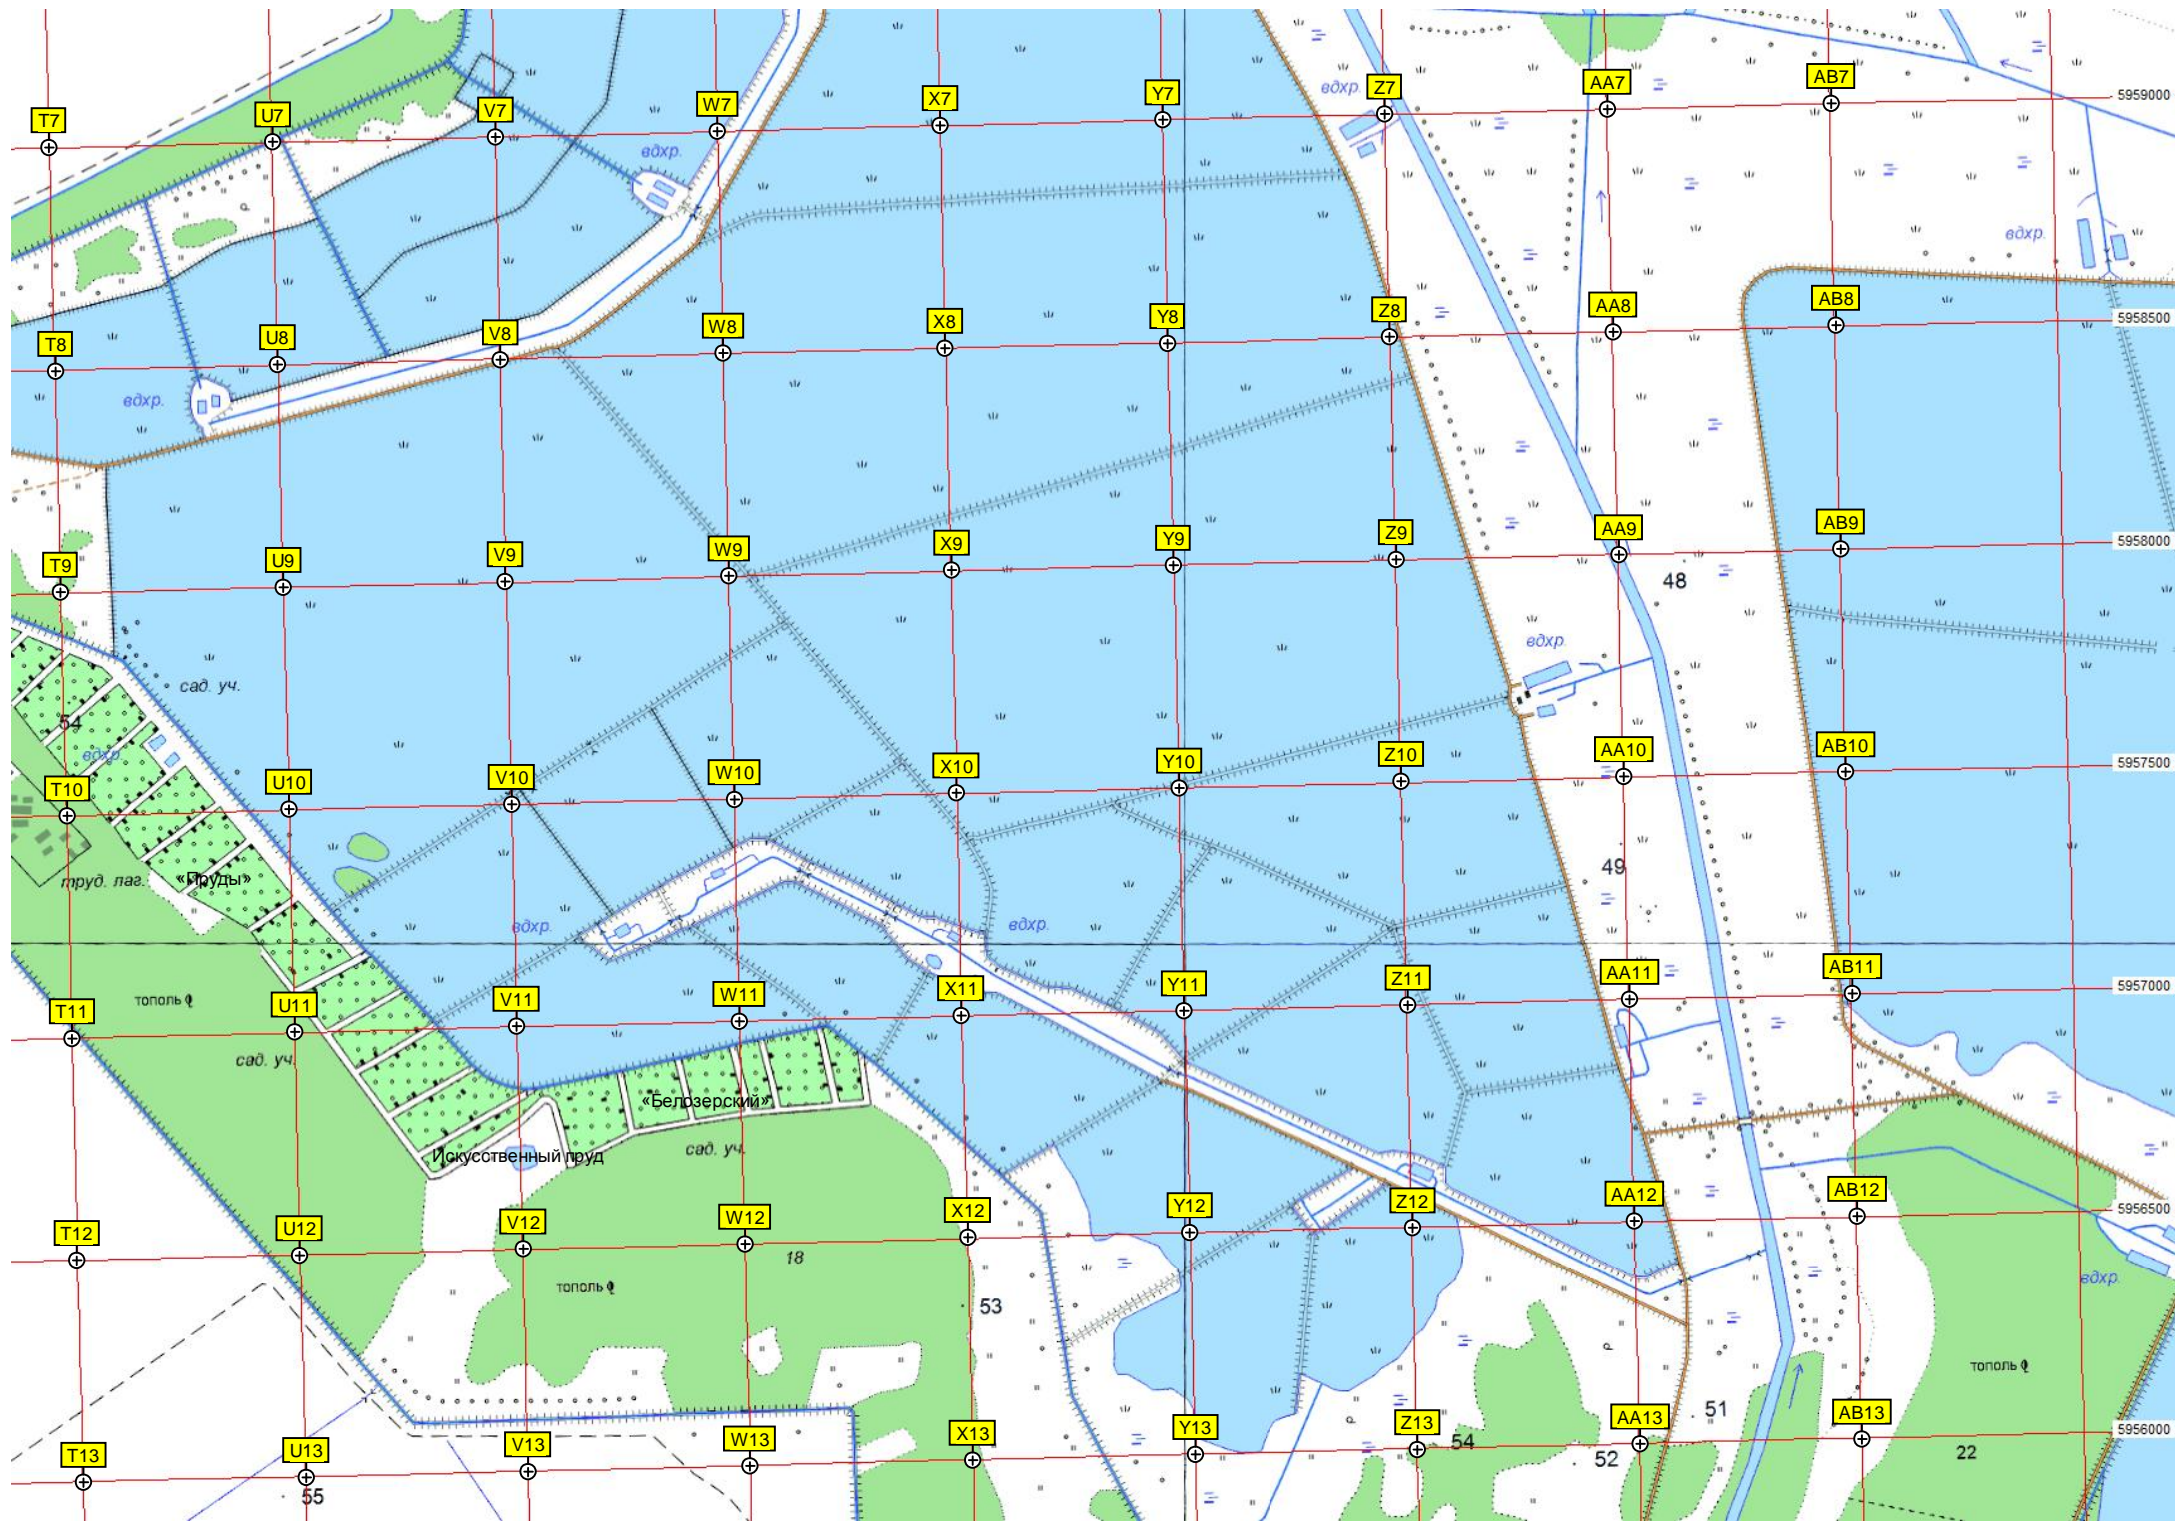 T7
U7
V7
W7
X7
Y7
Z7
AA7
AB7
5959000
вдхр.
вдхр.
вдхр.
T8
U8
V8
W8
X8
Y8
Z8
AA8
AB8
5958500
вдхр.
T9
U9
V9
W9
X9
Y9
Z9
AA9
AB9
5958000
48
вдхр.
сад. уч.
54
вдхр.
T10
U10
V10
W10
X10
Y10
Z10
AA10
AB10
5957500
49
труд. лаг.
«Пруды»
вдхр.
вдхр.
тополь
T11
U11
V11
W11
X11
Y11
Z11
AA11
AB11
5957000
сад. уч.
«Белозерский»
Искусственный пруд
сад. уч.
T12
U12
V12
W12
X12
Y12
Z12
AA12
AB12
5956500
18
тополь
вдхр.
53
тополь
T13
U13
V13
W13
X13
Y13
Z13
AA13
AB13
5956000
51
54
52
22
55